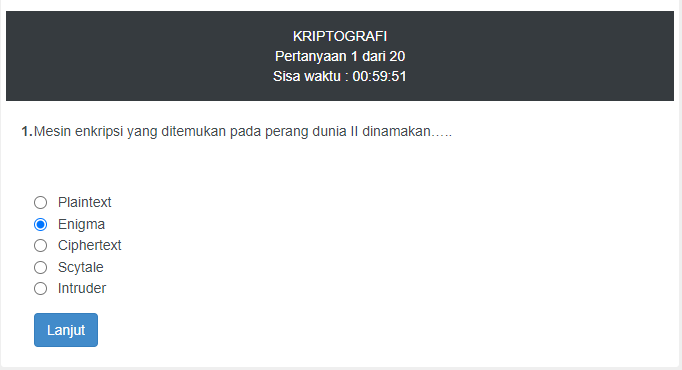 KRIPTOGRAFI
Pertanyaan 1 dari 20
Sisa waktu : 00:59:51
1.Mesin enkripsi yang ditemukan pada perang dunia II dinamakan.....
Plaintext
Enigma
Ciphertext
Scytale
Intruder
Lanjut